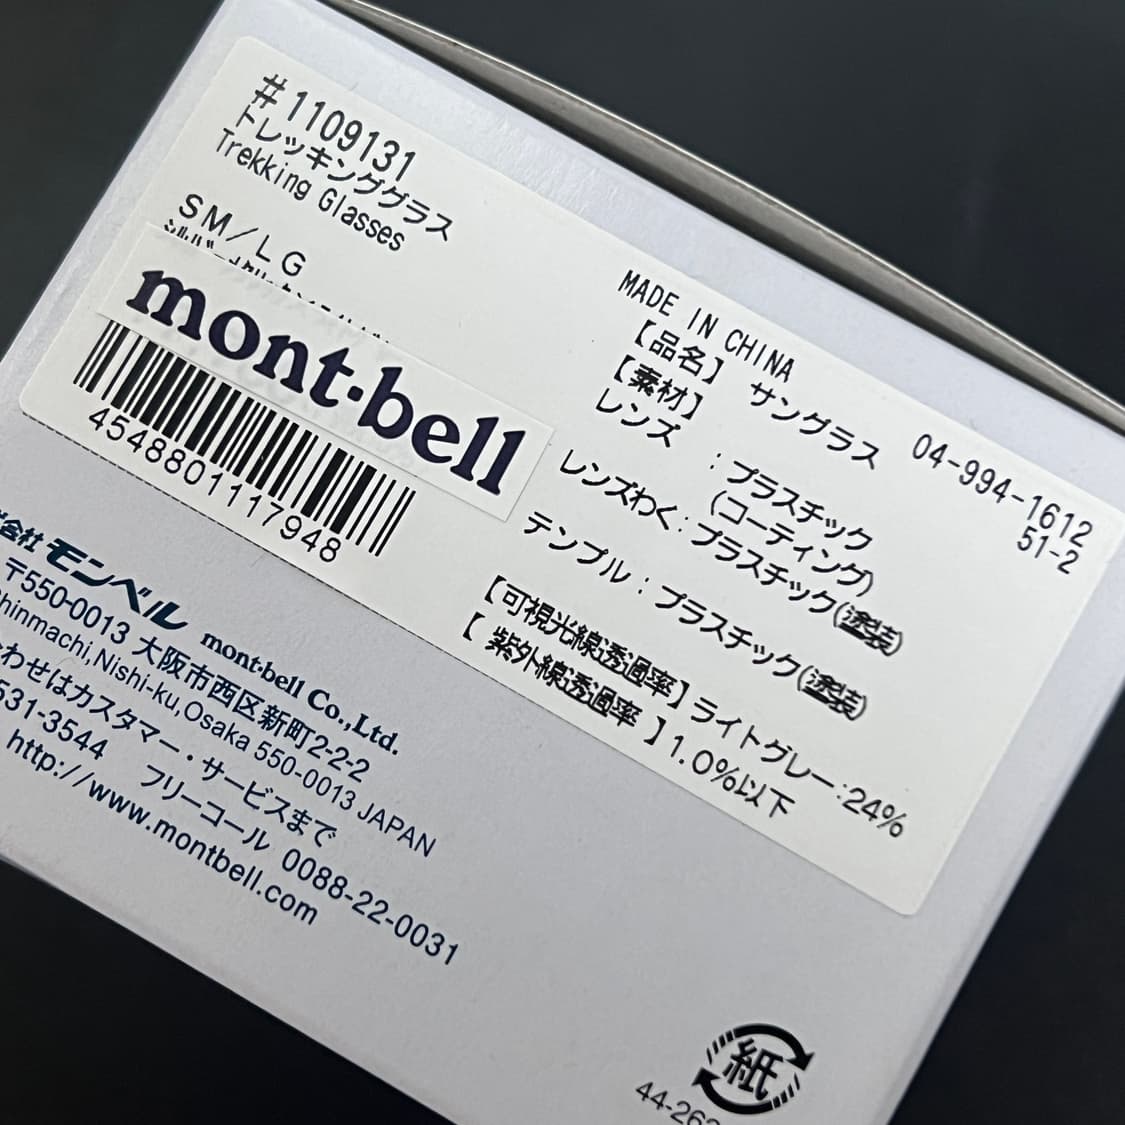 #1109131
トレッキンググラス
Trekking Glasses
SM/LG
mont-bell
4548801117948
MADE IN CHINA
【品名】 サングラス
【素材】
レンズ :プラスチック
(コーティング)
レンズわく:プラスチック(塗装)
テンプル:プラスチック(塗装)
【可視光線透過率】ライトグレー:24%
【紫外線透過率】1.0%以下
04-994-1612
51-2
会社 モンベル mont-bell Co.,Ltd.
〒550-0013 大阪市西区新町2-2-2
hinmachi,Nishi-ku,Osaka 550-0013 JAPAN
わせはカスタマー・サービスまで
531-3544 フリーコール 0088-22-0031
http://www.montbell.com
紙